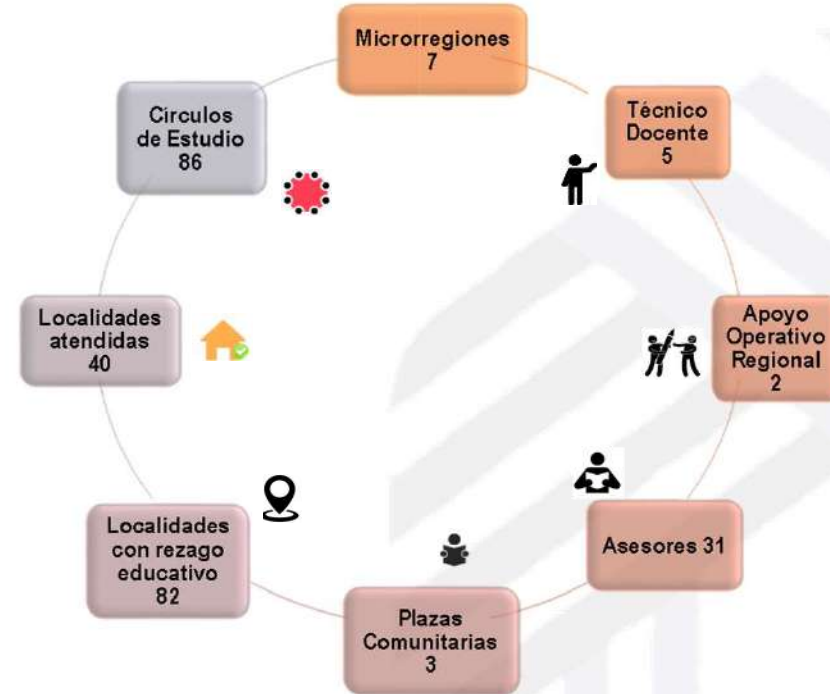 Microrregiones
7
Técnico
Docente
5
Apoyo
Operativo
Regional
2
Asesores 31
Plazas
Comunitarias
3
Localidades
con rezago
educativo
82
Localidades
atendidas
40
Círculos
de Estudio
86